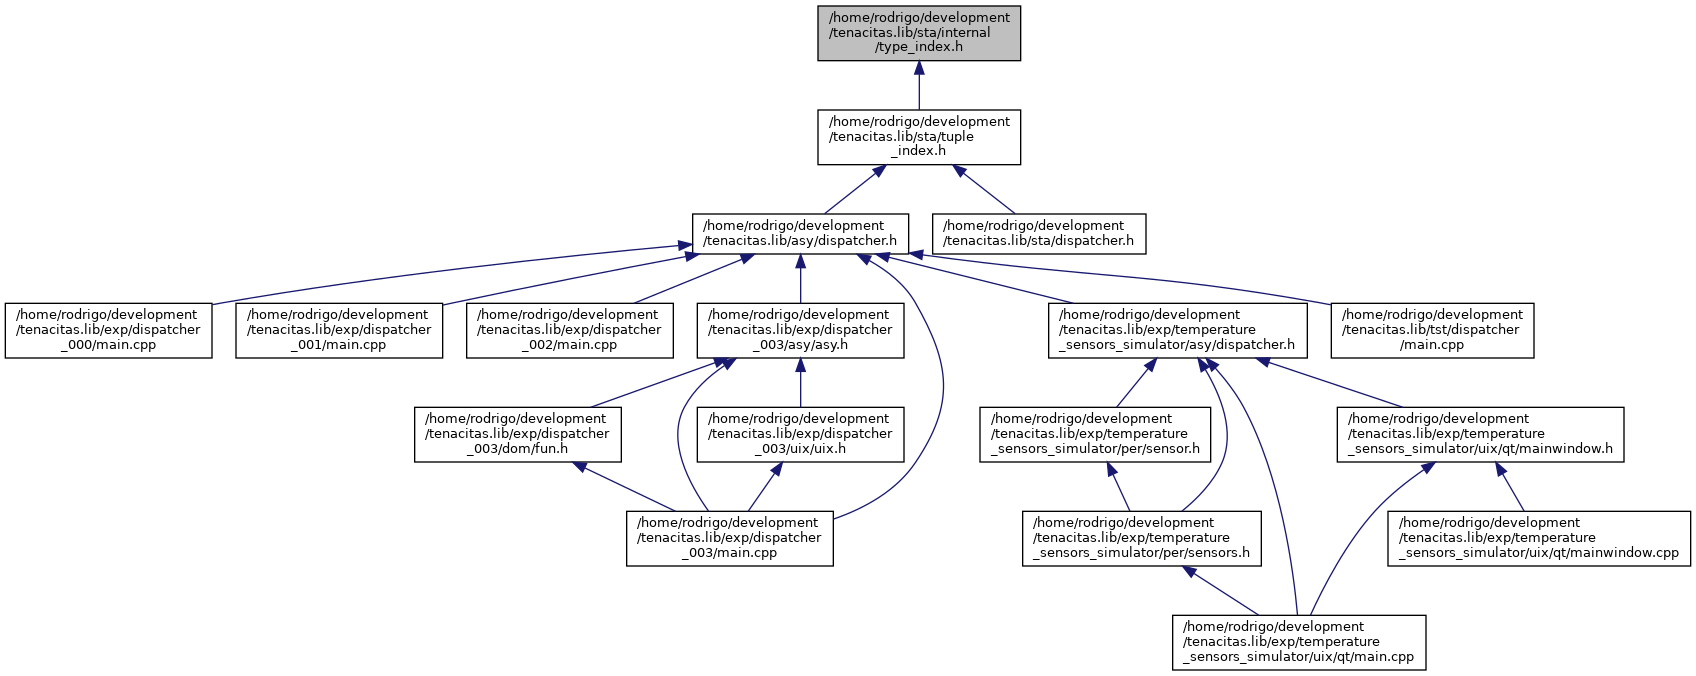 /home/rodrigo/development
/tenacitas.lib/sta/internal
/type_index.h
/home/rodrigo/development
/tenacitas.lib/sta/tuple
_index.h
/home/rodrigo/development
/tenacitas.lib/asy/dispatcher.h
/home/rodrigo/development
/tenacitas.lib/sta/dispatcher.h
/home/rodrigo/development
/tenacitas.lib/exp/dispatcher
_000/main.cpp
/home/rodrigo/development
/tenacitas.lib/exp/dispatcher
_001/main.cpp
/home/rodrigo/development
/tenacitas.lib/exp/dispatcher
_002/main.cpp
/home/rodrigo/development
/tenacitas.lib/exp/dispatcher
_003/asy/asy.h
/home/rodrigo/development
/tenacitas.lib/exp/temperature
_sensors_simulator/asy/dispatcher.h
/home/rodrigo/development
/tenacitas.lib/tst/dispatcher
/main.cpp
/home/rodrigo/development
/tenacitas.lib/exp/dispatcher
_003/dom/fun.h
/home/rodrigo/development
/tenacitas.lib/exp/dispatcher
_003/uix/uix.h
/home/rodrigo/development
/tenacitas.lib/exp/temperature
_sensors_simulator/per/sensor.h
/home/rodrigo/development
/tenacitas.lib/exp/temperature
_sensors_simulator/uix/qt/mainwindow.h
/home/rodrigo/development
/tenacitas.lib/exp/dispatcher
_003/main.cpp
/home/rodrigo/development
/tenacitas.lib/exp/temperature
_sensors_simulator/per/sensors.h
/home/rodrigo/development
/tenacitas.lib/exp/temperature
_sensors_simulator/uix/qt/mainwindow.cpp
/home/rodrigo/development
/tenacitas.lib/exp/temperature
_sensors_simulator/uix/qt/main.cpp